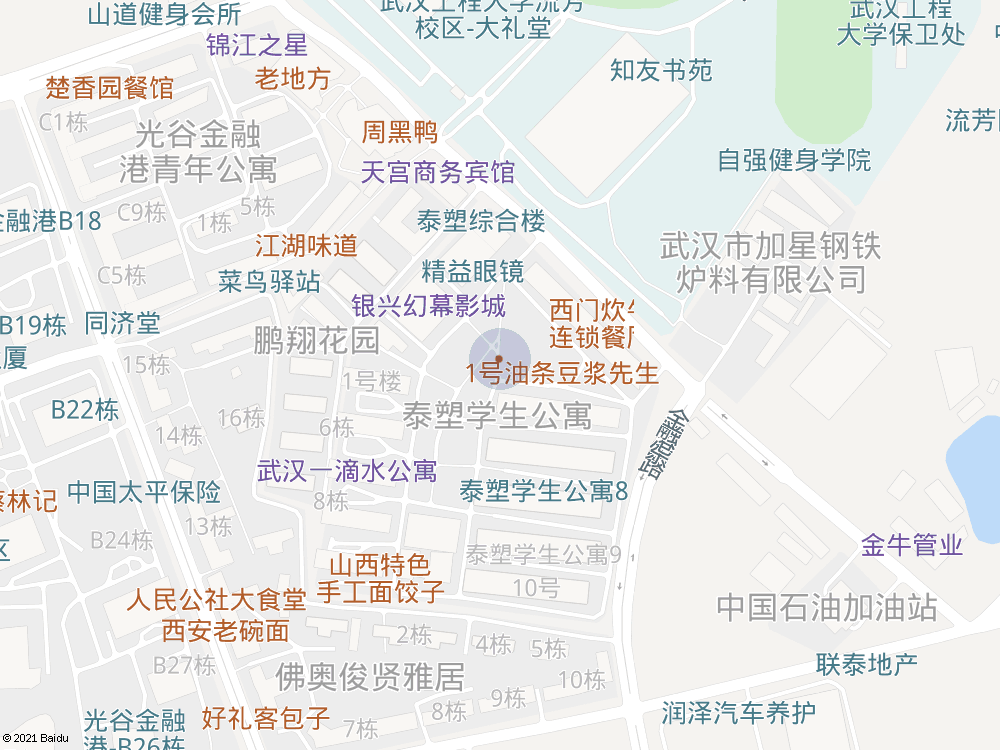 山道健身会所
武汉工程大学流芳
校区-大礼堂
武汉工程
大学保卫处
锦江之星
老地方
知友书苑
楚香园餐馆
C1栋
光谷金融
港青年公寓
周黑鸭
流芳
自强健身学院
天宫商务宾馆
C9栋
5栋
1栋
金融港B18
泰塑综合楼
江湖味道
武汉市加星钢铁
炉料有限公司
C5栋
菜鸟驿站
精益眼镜
银兴幻幕影城
西门炊
连锁餐
B19栋
同济堂
鹏翔花园
厦
15栋
1号楼
1号油条豆浆先生
B22栋
16栋
泰塑学生公寓
金融港路
14栋
6栋
武汉一滴水公寓
中国太平保险
8栋
泰塑学生公寓8
蔡林记
13栋
B24栋
区
泰塑学生公寓9
金牛管业
山西特色
手工面饺子
10号
人民公社大食堂
西安老碗面
中国石油加油站
2栋
4栋
5栋
B27栋
联泰地产
佛奥俊贤雅居
10栋
9栋
8栋
7栋
好礼客包子
润泽汽车养护
光谷金融
港-B26栋
© 2021 Baidu